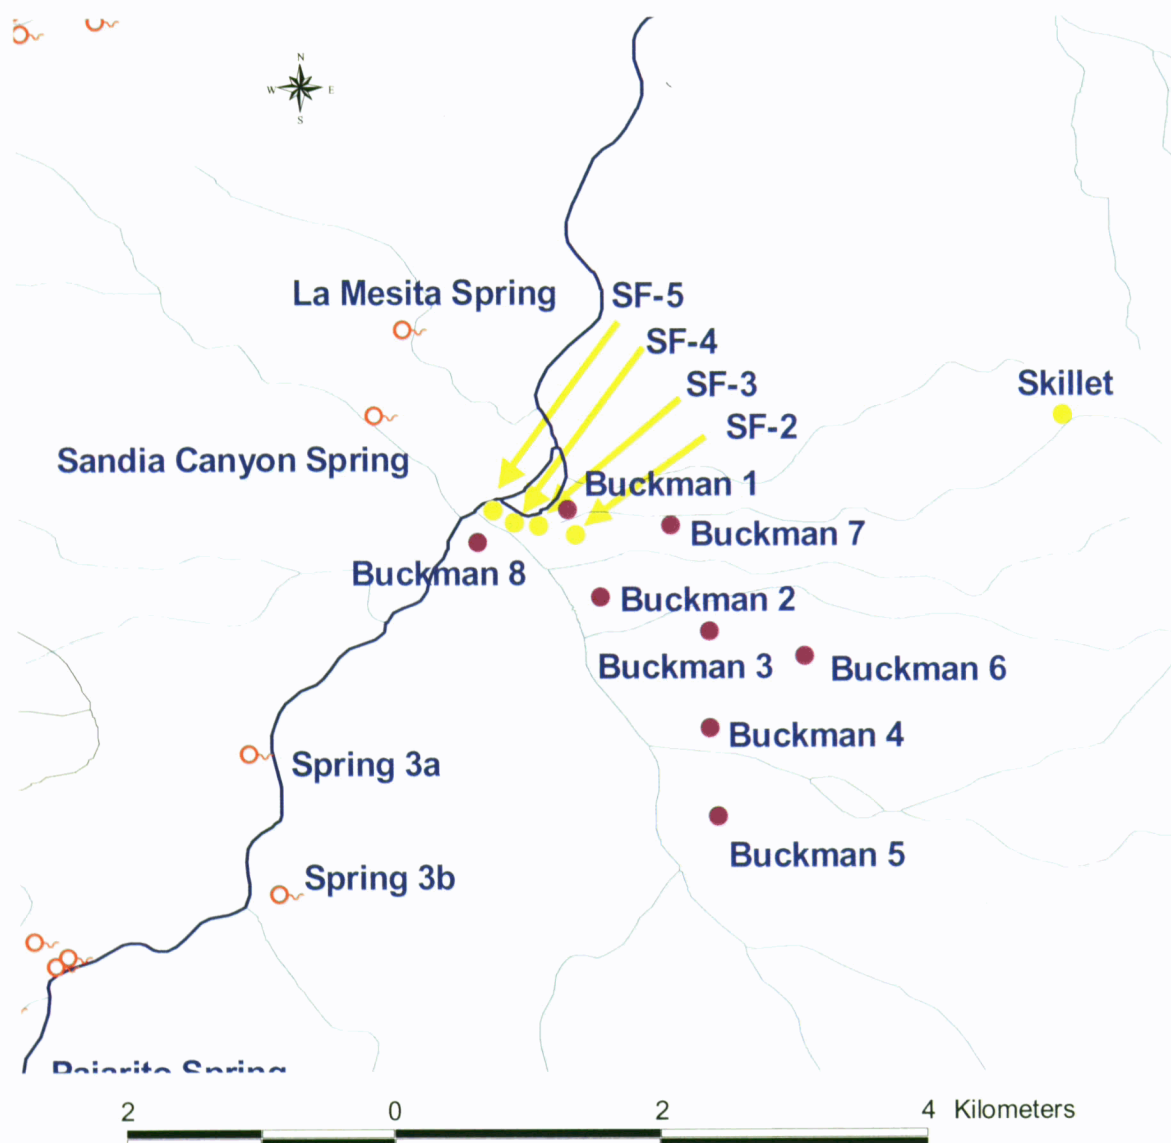 N
W E
S
La Mesita Spring
SF-5
SF-4
SF-3
Skillet
SF-2
Sandia Canyon Spring
Buckman 1
Buckman 7
Buckman 8
Buckman 2
Buckman 3
Buckman 6
Buckman 4
Spring 3a
Buckman 5
Spring 3b
Pajarito Spring
2 0 2 4 Kilometers